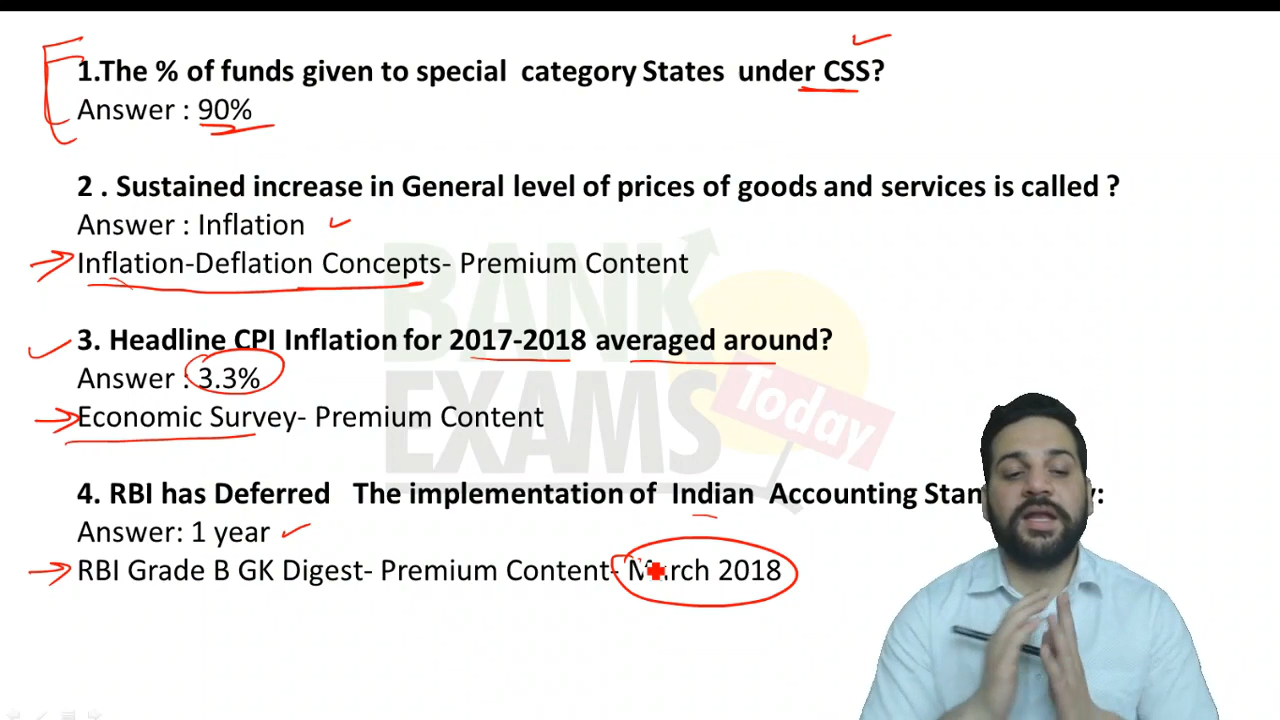 1.The % of funds given to special category States under CSS?
Answer : 90%
2 . Sustained increase in General level of prices of goods and services is called ?
Answer : Inflation
Inflation-Deflation Concepts- Premium Content
3. Headline CPI Inflation for 2017-2018 averaged around?
Answer : 3.3%
Economic Survey- Premium Content
4. RBI has Deferred The implementation of Indian Accounting
Answer: 1 year
RBI Grade B GK Digest- Premium Content- March 2018
BANK
EXAMS
Today